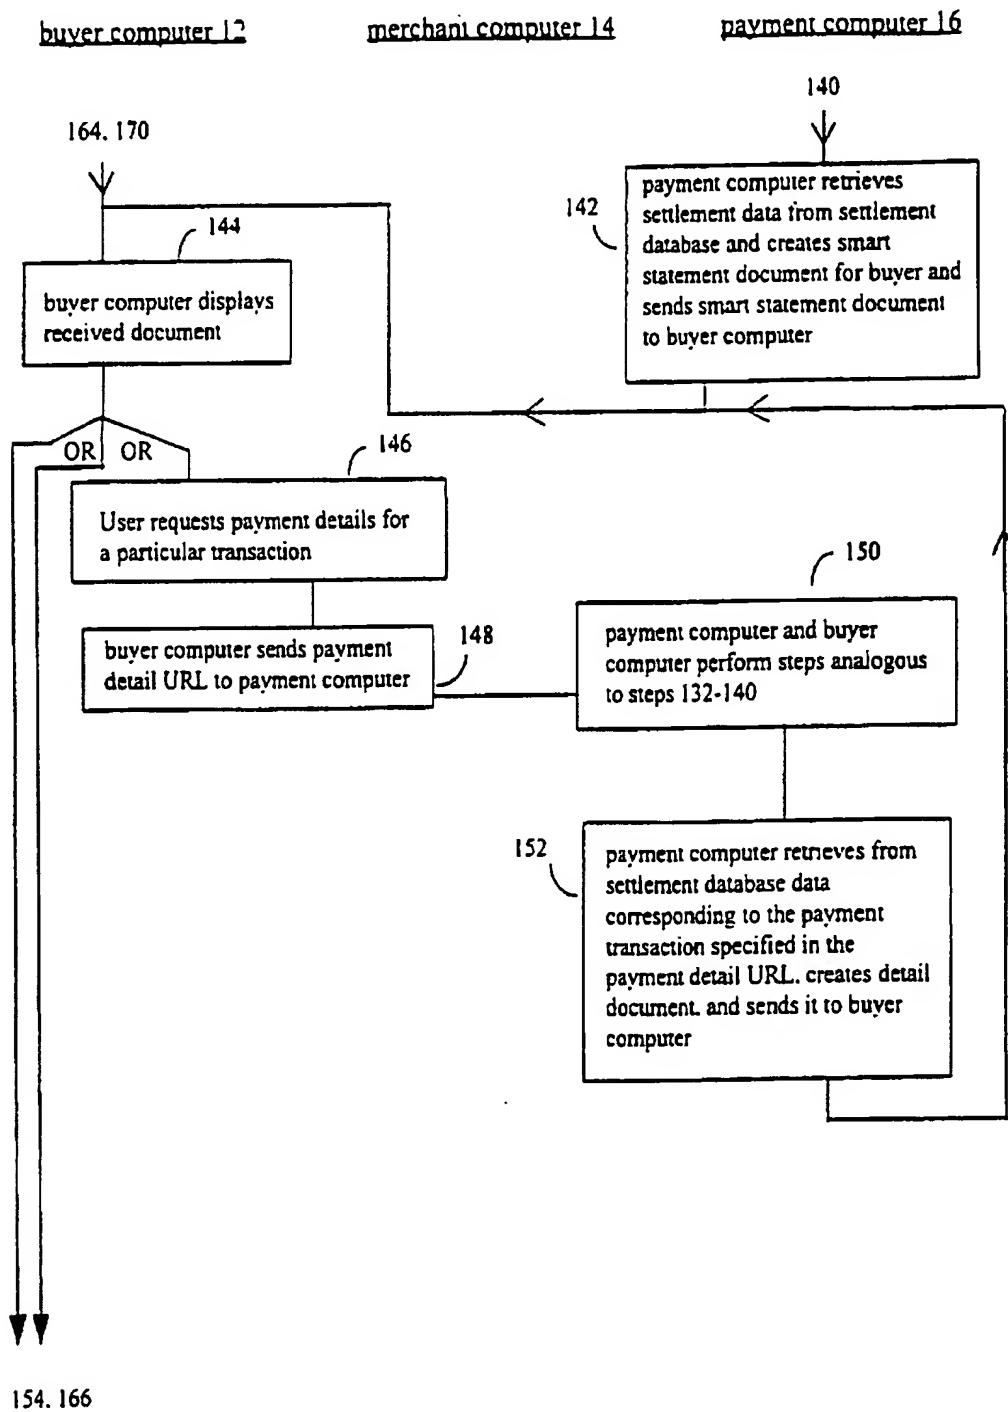 buyer computer 12
merchant computer 14
payment computer 16
140
164, 170
142
payment computer retrieves
settlement data from settlement
database and creates smart
statement document for buyer and
sends smart statement document
to buyer computer
144
buyer computer displays
received document
OR OR
146
User requests payment details for
a particular transaction
148
buyer computer sends payment
detail URL to payment computer
150
payment computer and buyer
computer perform steps analogous
to steps 132-140
152
payment computer retrieves from
settlement database data
corresponding to the payment
transaction specified in the
payment detail URL, creates detail
document, and sends it to buyer
computer
154, 166